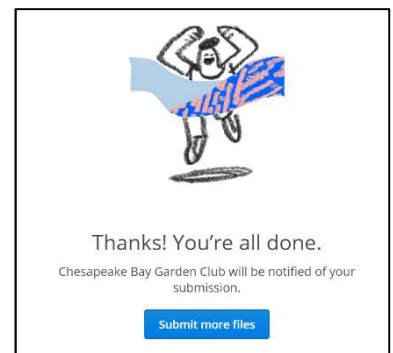 Thanks! You're all done.
Chesapeake Bay Garden Club will be notified of your
submission.
Submit more files